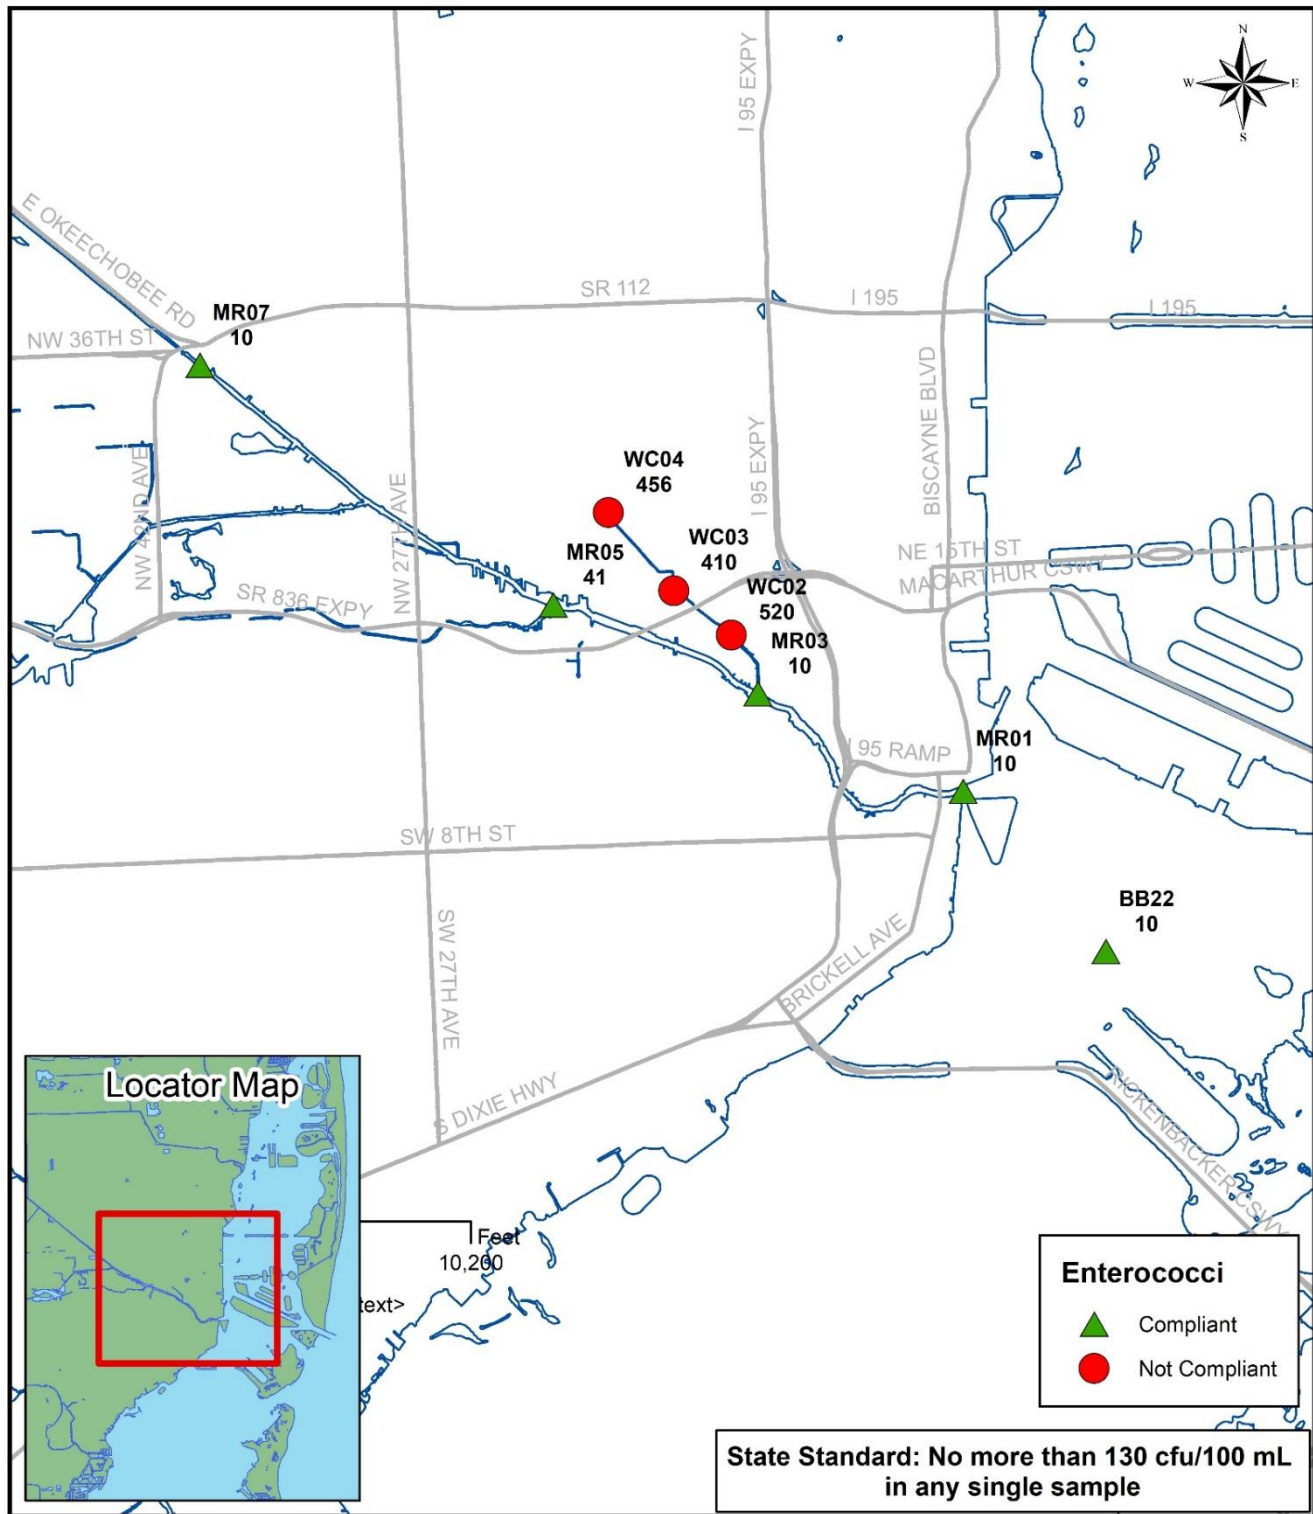 N
W
E
S
I 95 EXPY
E OKEECHOBEE RD
SR 112
I 195
I 195
MR07
10
NW 36TH ST
BISCAYNE BLVD
NW 42ND AVE
NW 27TH AVE
I 95 EXPY
WC04
456
WC03
410
MR05
41
NE 15TH ST
MACARTHUR CSWY
WC02
520
SR 836 EXPY
MR03
10
MR01
10
I 95 RAMP
SW 8TH ST
BB22
10
SW 27TH AVE
BRICKELL AVE
S DIXIE HWY
RICKENBACKER CSWY
Locator Map
Feet
10,200
text>
Enterococci
Compliant
Not Compliant
State Standard: No more than 130 cfu/100 mL
in any single sample